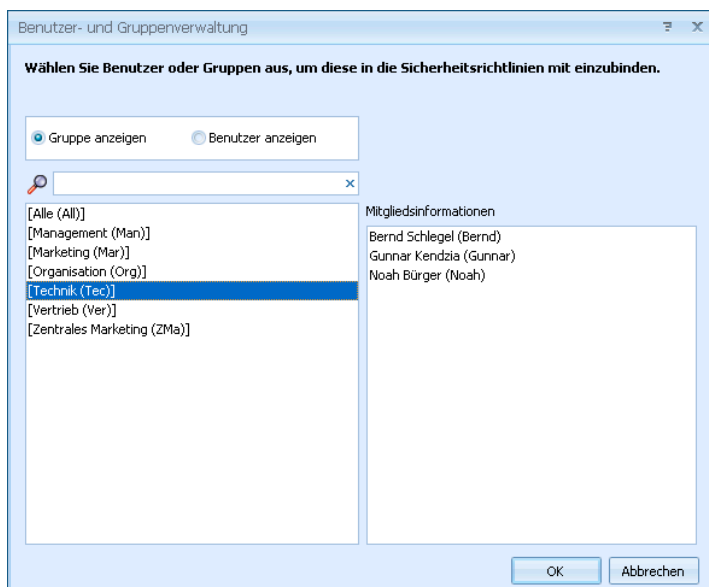 Benutzer- und Gruppenverwaltung
Wählen Sie Benutzer oder Gruppen aus, um diese in die Sicherheitsrichtlinien mit einzubinden.
Gruppe anzeigen Benutzer anzeigen
[Alle (All)]
[Management (Man)]
[Marketing (Mar)]
[Organisation (Org)]
[Technik (Tec)]
[Vertrieb (Ver)]
[Zentrales Marketing (ZMa)]
Mitgliedsinformationen
Bernd Schlegel (Bernd)
Gunnar Kendzia (Gunnar)
Noah Bürger (Noah)
OK Abbrechen